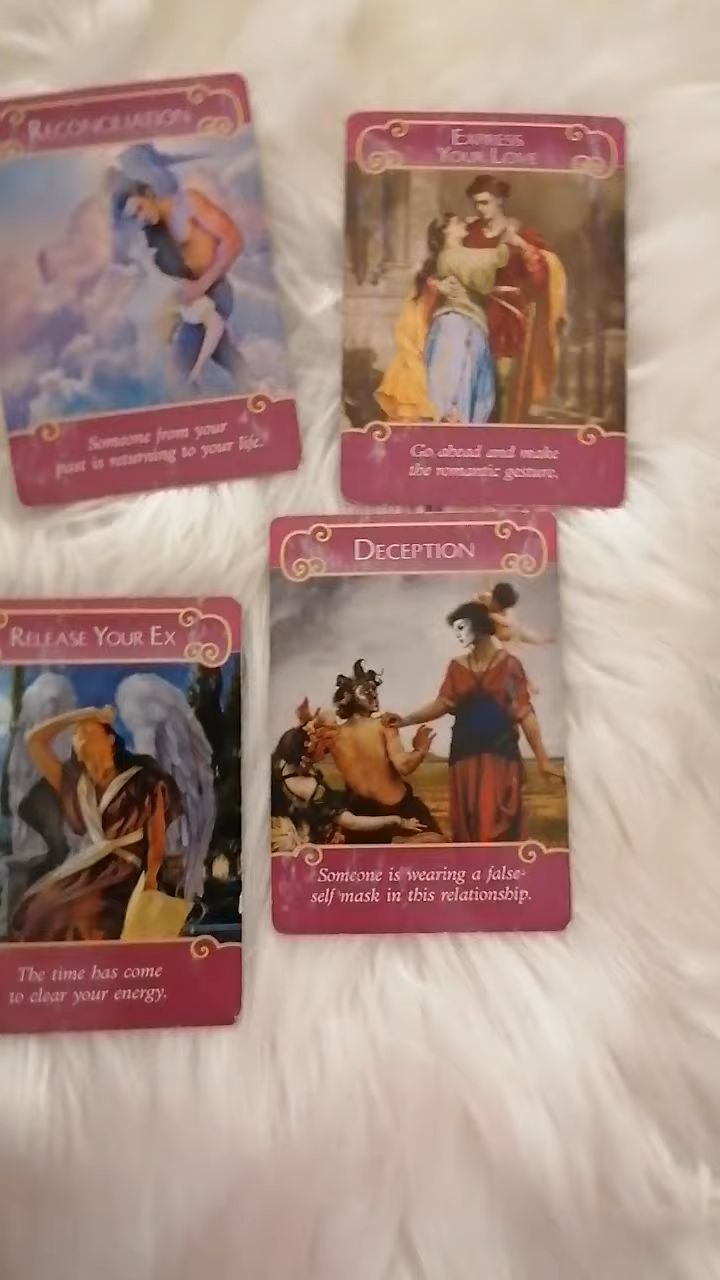 RECONCILIATION
Someone from your
past is returning to your life.
EXPRESS
YOUR LOVE
Go ahead and make
the romantic gesture.
RELEASE YOUR EX
The time has come
to clear your energy.
DECEPTION
Someone is wearing a false-
self mask in this relationship.